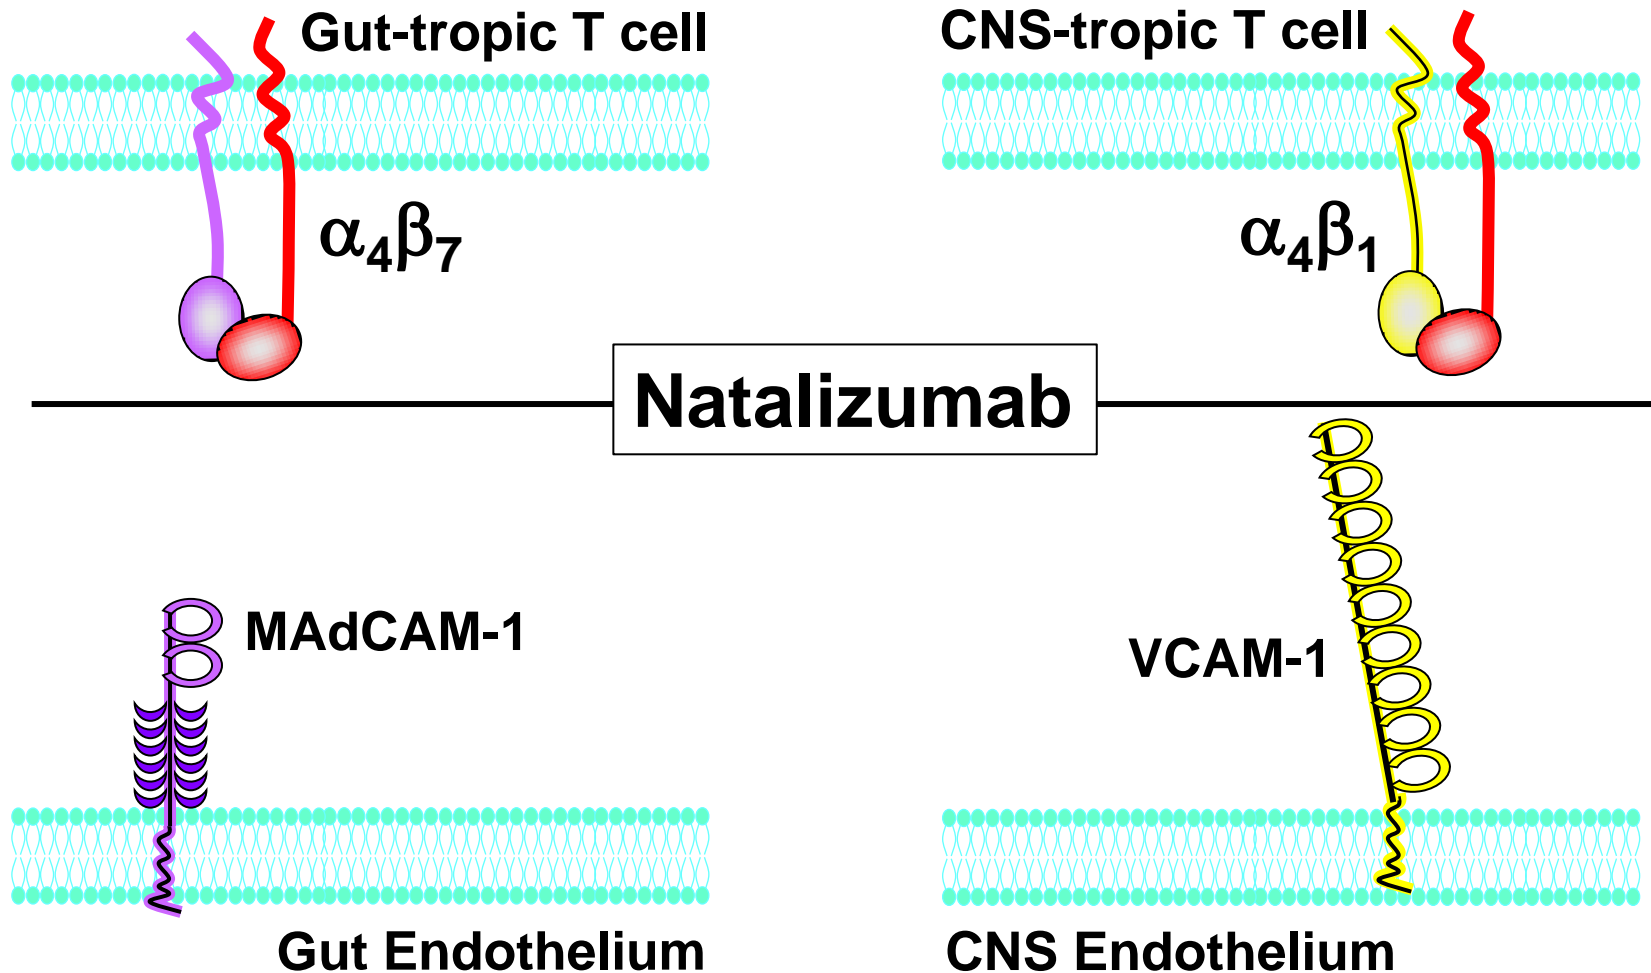 Gut-tropic T cell
CNS-tropic T cell
α4β7
α4β1
Natalizumab
MAdCAM-1
VCAM-1
Gut Endothelium
CNS Endothelium